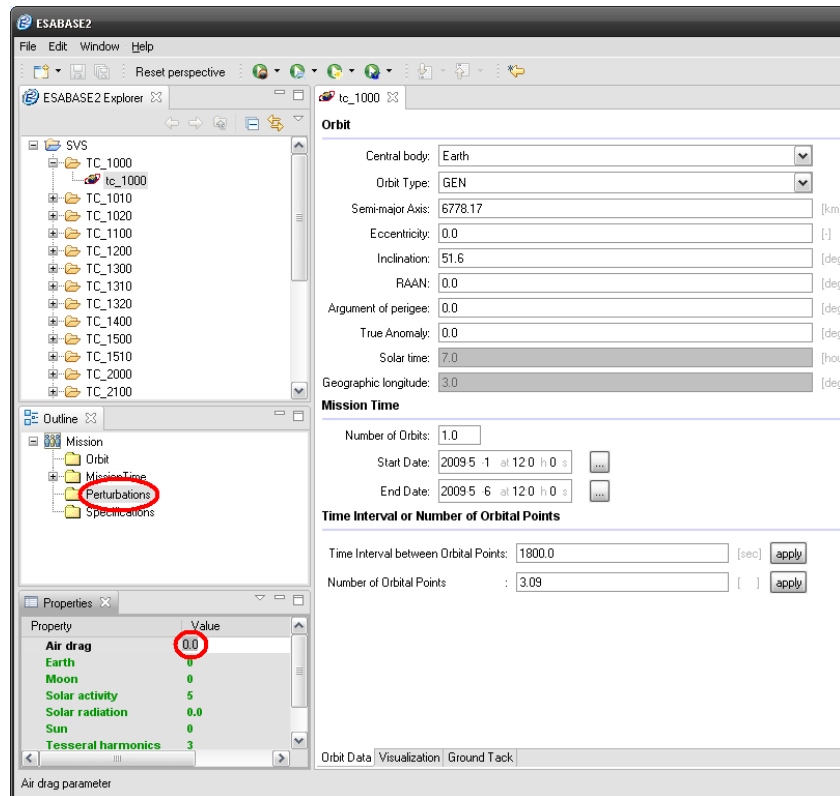 ESABASE2
File Edit Window Help
Reset perspective
ESABASE2 Explorer
SVS
TC_1000
tc_1000
TC_1010
TC_1020
TC_1100
TC_1200
TC_1300
TC_1310
TC_1320
TC_1400
TC_1500
TC_1510
TC_2000
TC_2100
Outline
Mission
Orbit
MissionTime
Perturbations
Specifications
Properties
Property Value
Air drag 0.0
Earth 0
Moon 0
Solar activity 5
Solar radiation 0.0
Sun 0
Tesseral harmonics 3
Air drag parameter
tc_1000
Orbit
Central body: Earth
Orbit Type: GEN
Semi-major Axis: 6778.17 [km
Eccentricity: 0.0 [-]
Inclination: 51.6 [deg
RAAN: 0.0 [deg
Argument of perigee: 0.0 [deg
True Anomaly: 0.0 [deg
Solar time: 7.0 [hou
Geographic longitude: 3.0 [deg
Mission Time
Number of Orbits: 1.0
Start Date: 2009 5 -1 at 12:0 h 0 s ...
End Date: 2009 5 -6 at 12:0 h 0 s ...
Time Interval or Number of Orbital Points
Time Interval between Orbital Points: 1800.0 [sec] apply
Number of Orbital Points : 3.09 [ ] apply
Orbit Data Visualization Ground Tack